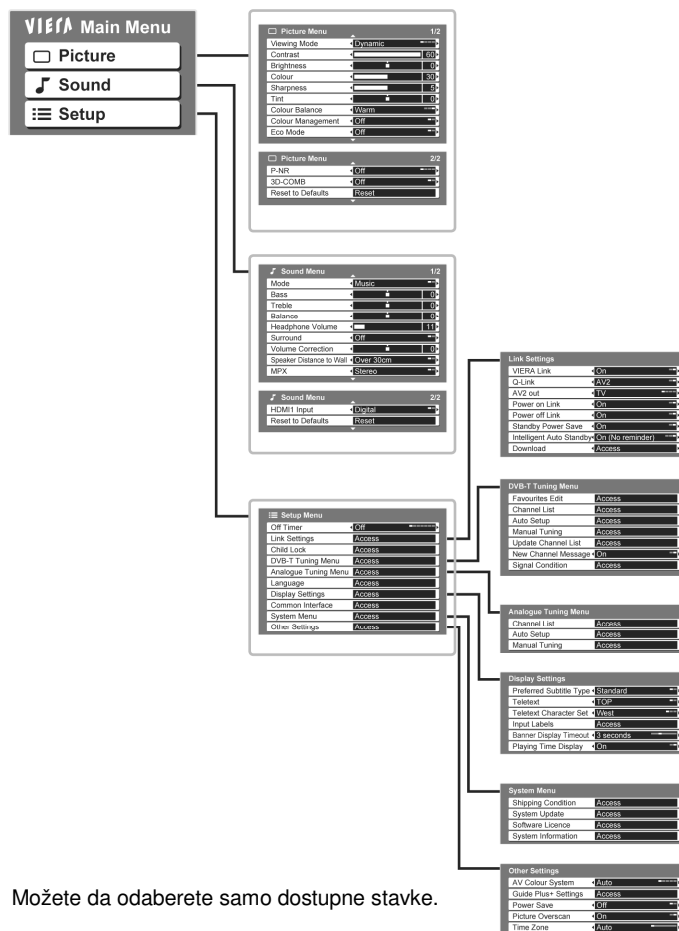 VIERA Main Menu
Picture
Sound
Setup
Picture Menu 1/2
Viewing Mode Dynamic
Contrast 60
Brightness 0
Colour 30
Sharpness 5
Tint 0
Colour Balance Warm
Colour Management Off
Eco Mode Off
Picture Menu 2/2
P-NR Off
3D-COMB Off
Reset to Defaults Reset
Sound Menu 1/2
Mode Music
Bass 0
Treble 0
Balance 0
Headphone Volume 11
Surround Off
Volume Correction 0
Speaker Distance to Wall Over 30cm
MPX Stereo
Sound Menu 2/2
HDMI1 Input Digital
Reset to Defaults Reset
Setup Menu
Off Timer Off
Link Settings Access
Child Lock Access
DVB-T Tuning Menu Access
Analogue Tuning Menu Access
Language Access
Display Settings Access
Common Interface Access
System Menu Access
Other Settings Access
Link Settings
VIERA Link On
Q-Link AV2
AV2 out TV
Power on Link On
Power off Link On
Standby Power Save On
Intelligent Auto Standby On (No reminder)
Download Access
DVB-T Tuning Menu
Favourites Edit Access
Channel List Access
Auto Setup Access
Manual Tuning Access
Update Channel List Access
New Channel Message On
Signal Condition Access
Analogue Tuning Menu
Channel List Access
Auto Setup Access
Manual Tuning Access
Display Settings
Preferred Subtitle Type Standard
Teletext TOP
Teletext Character Set West
Input Labels Access
Banner Display Timeout 3 seconds
Playing Time Display On
System Menu
Shipping Condition Access
System Update Access
Software Licence Access
System Information Access
Other Settings
AV Colour System Auto
Guide Plus+ Settings Access
Power Save Off
Picture Overscan On
Time Zone Auto
Možete da odaberete samo dostupne stavke.